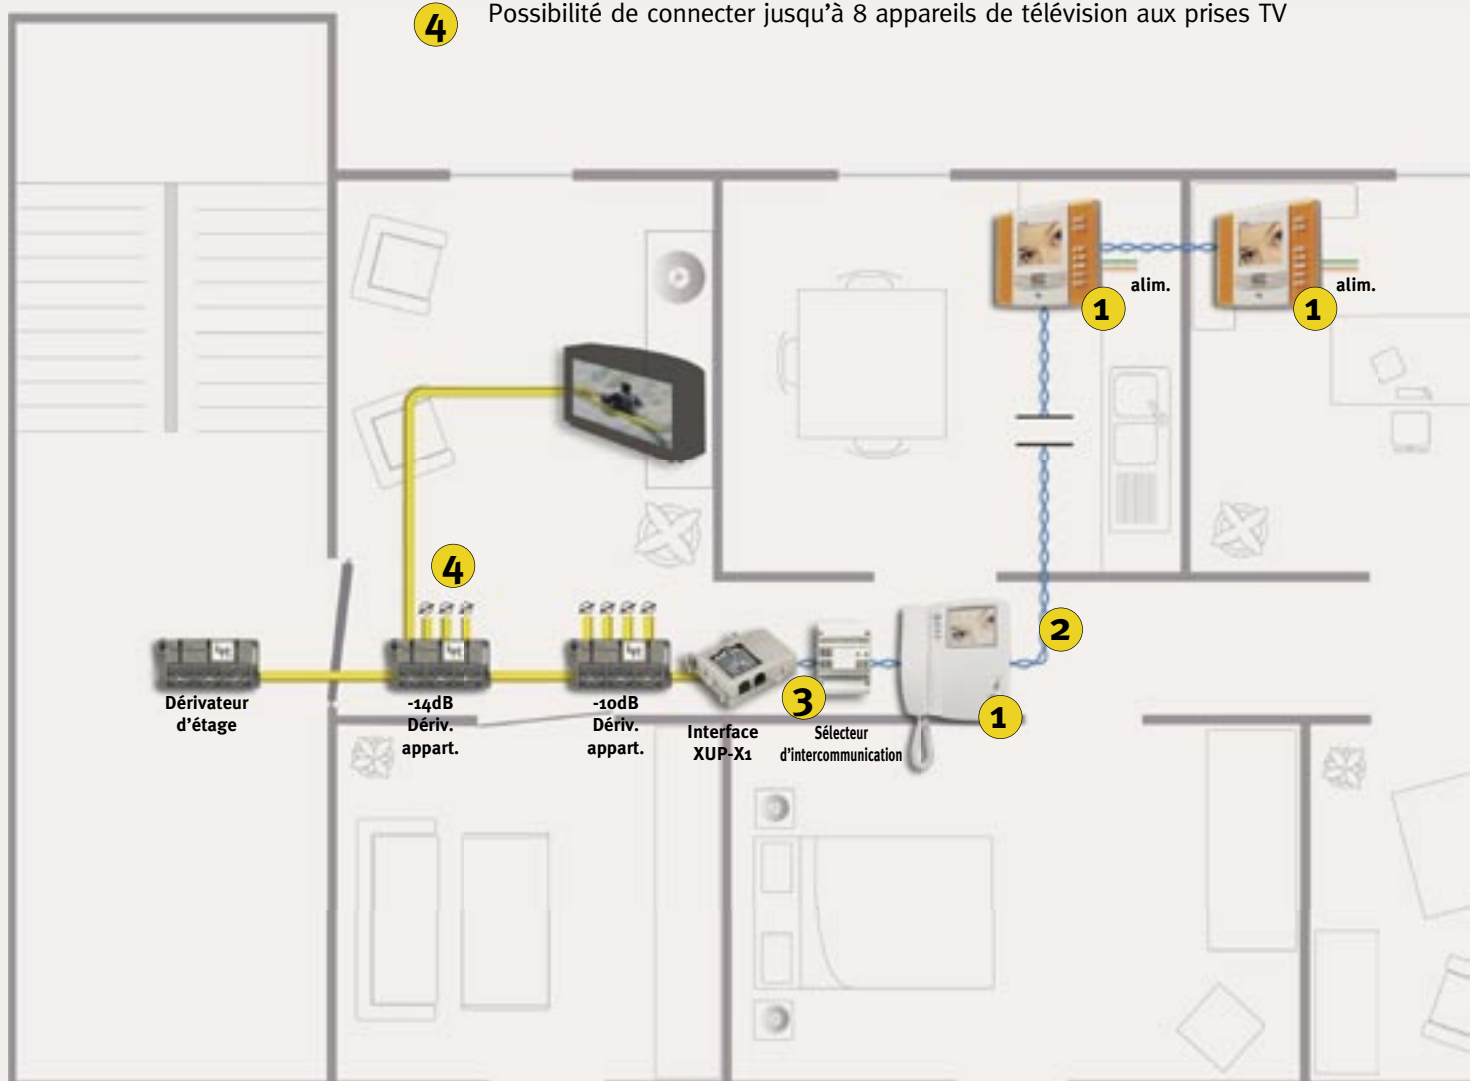 4 Possibilité de connecter jusqu'à 8 appareils de télévision aux prises TV
alim.
alim.
1
1
4
2
3
1
Dérivateur
d'étage
-14dB
Dériv.
appart.
-10dB
Dériv.
appart.
Interface
XUP-X1
Sélecteur
d'intercommunication